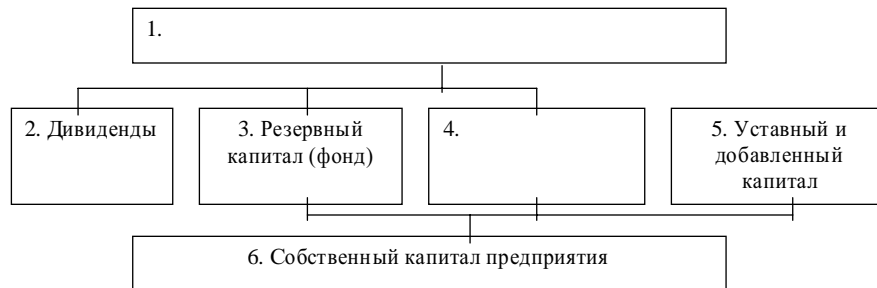 1.
2. Дивиденды
3. Резервный
капитал (фонд)
4.
5. Уставный и
добавленный
капитал
6. Собственный капитал предприятия